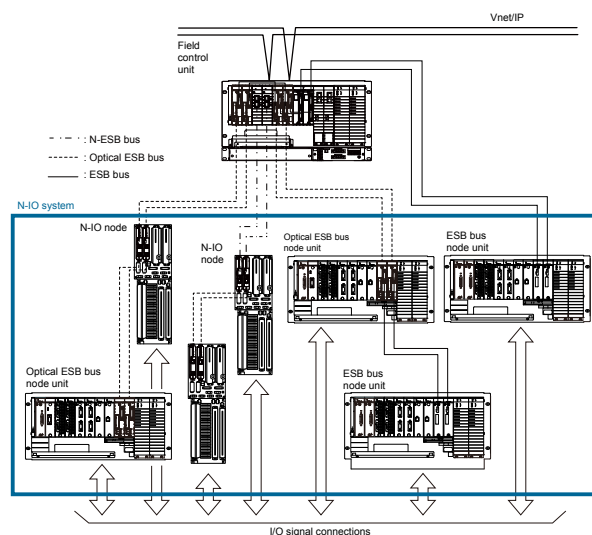 Vnet/IP
Field
control
unit
: N-ESB bus
: Optical ESB bus
: ESB bus
N-IO system
N-IO node
N-IO
node
Optical ESB bus
node unit
ESB bus
node unit
Optical ESB bus
node unit
ESB bus
node unit
I/O signal connections